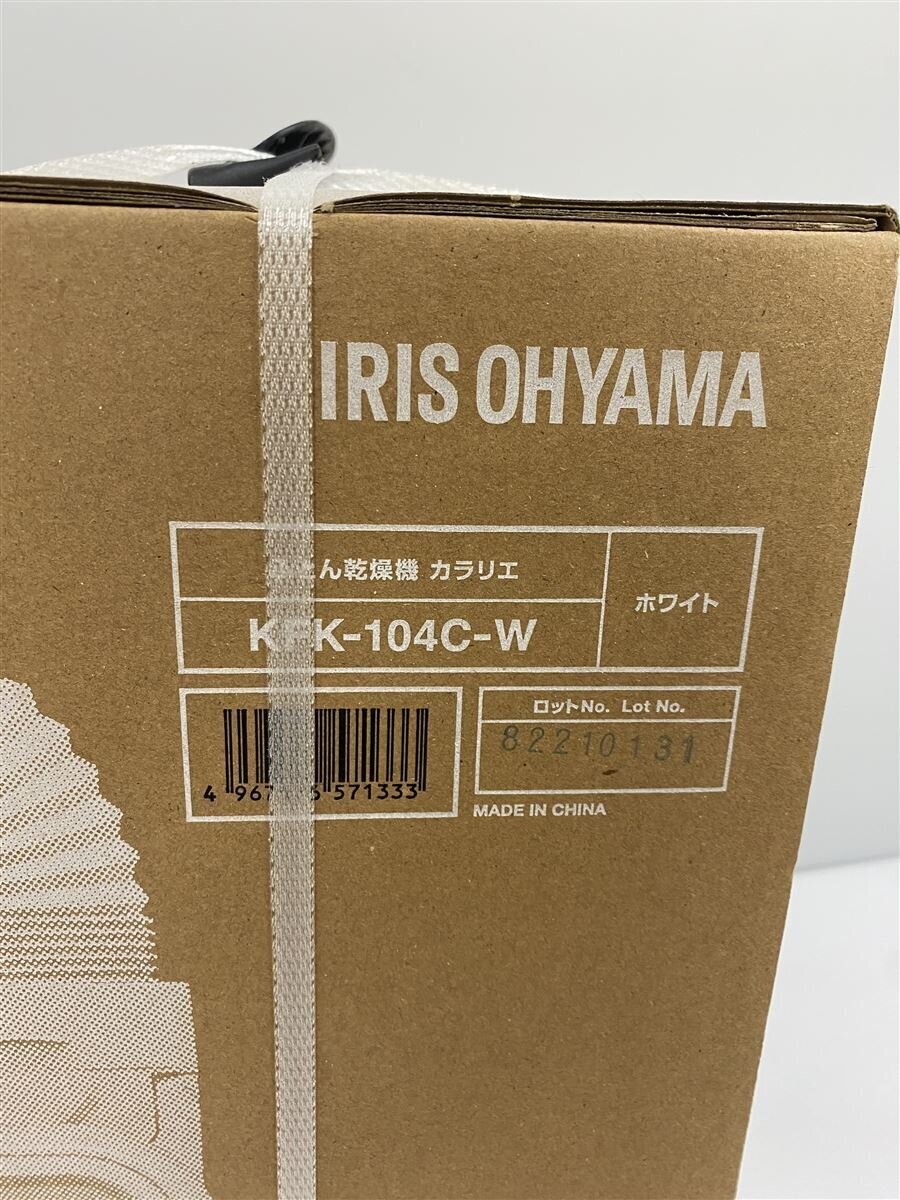 IRIS OHYAMA
ん乾燥機 カラリエ
ホワイト
K K-104C-W
ロットNo. Lot No.
82210131
4 967 6 571333
MADE IN CHINA